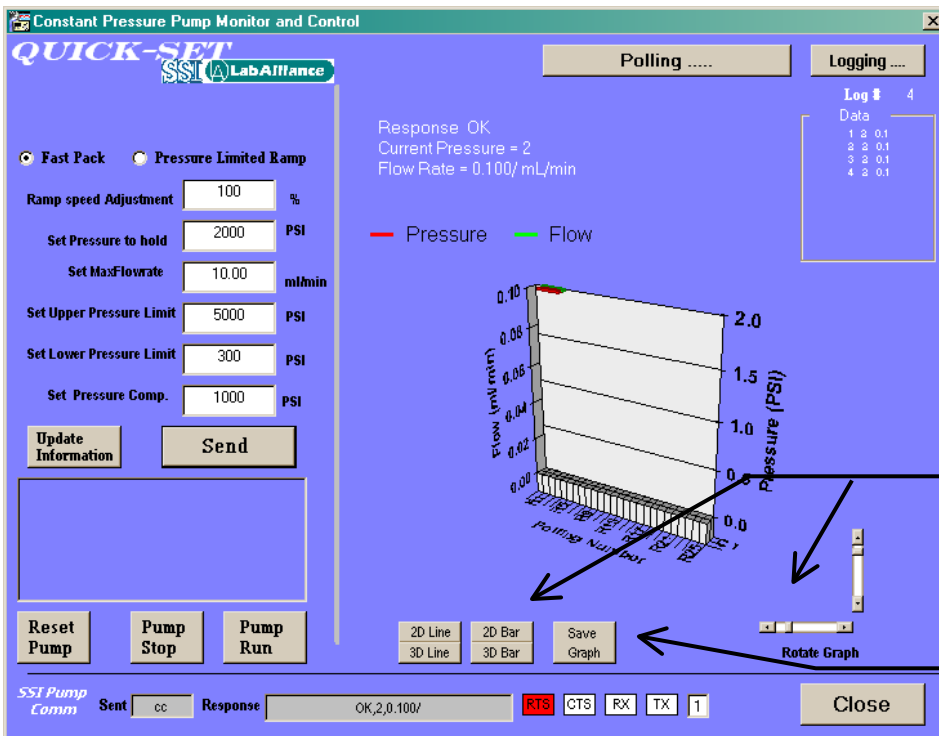 Constant Pressure Pump Monitor and Control
QUICK-SET
SSI LabAlliance
Polling .....
Logging ....
Log # 4
Data
1 2 0.1
2 2 0.1
3 2 0.1
4 2 0.1
Response OK
Current Pressure = 2
Flow Rate = 0.100/ mL/min
Fast Pack
Pressure Limited Ramp
Ramp speed Adjustment 100 %
Set Pressure to hold 2000 PSI
Set MaxFlowrate 10.00 ml/min
Set Upper Pressure Limit 5000 PSI
Set Lower Pressure Limit 300 PSI
Set Pressure Comp. 1000 PSI
Update
Information
Send
Pressure
Flow
0.10
0.08
0.06
0.04
0.02
0.00
Flow (ml/min)
2.0
1.5
1.0
0.5
0.0
Pressure (PSI)
Polling Number
Reset
Pump
Pump
Stop
Pump
Run
2D Line
2D Bar
3D Line
3D Bar
Save
Graph
Rotate Graph
SSI Pump
Comm
Sent cc
Response OK,2,0.100/
RTS
CTS
RX
TX
1
Close